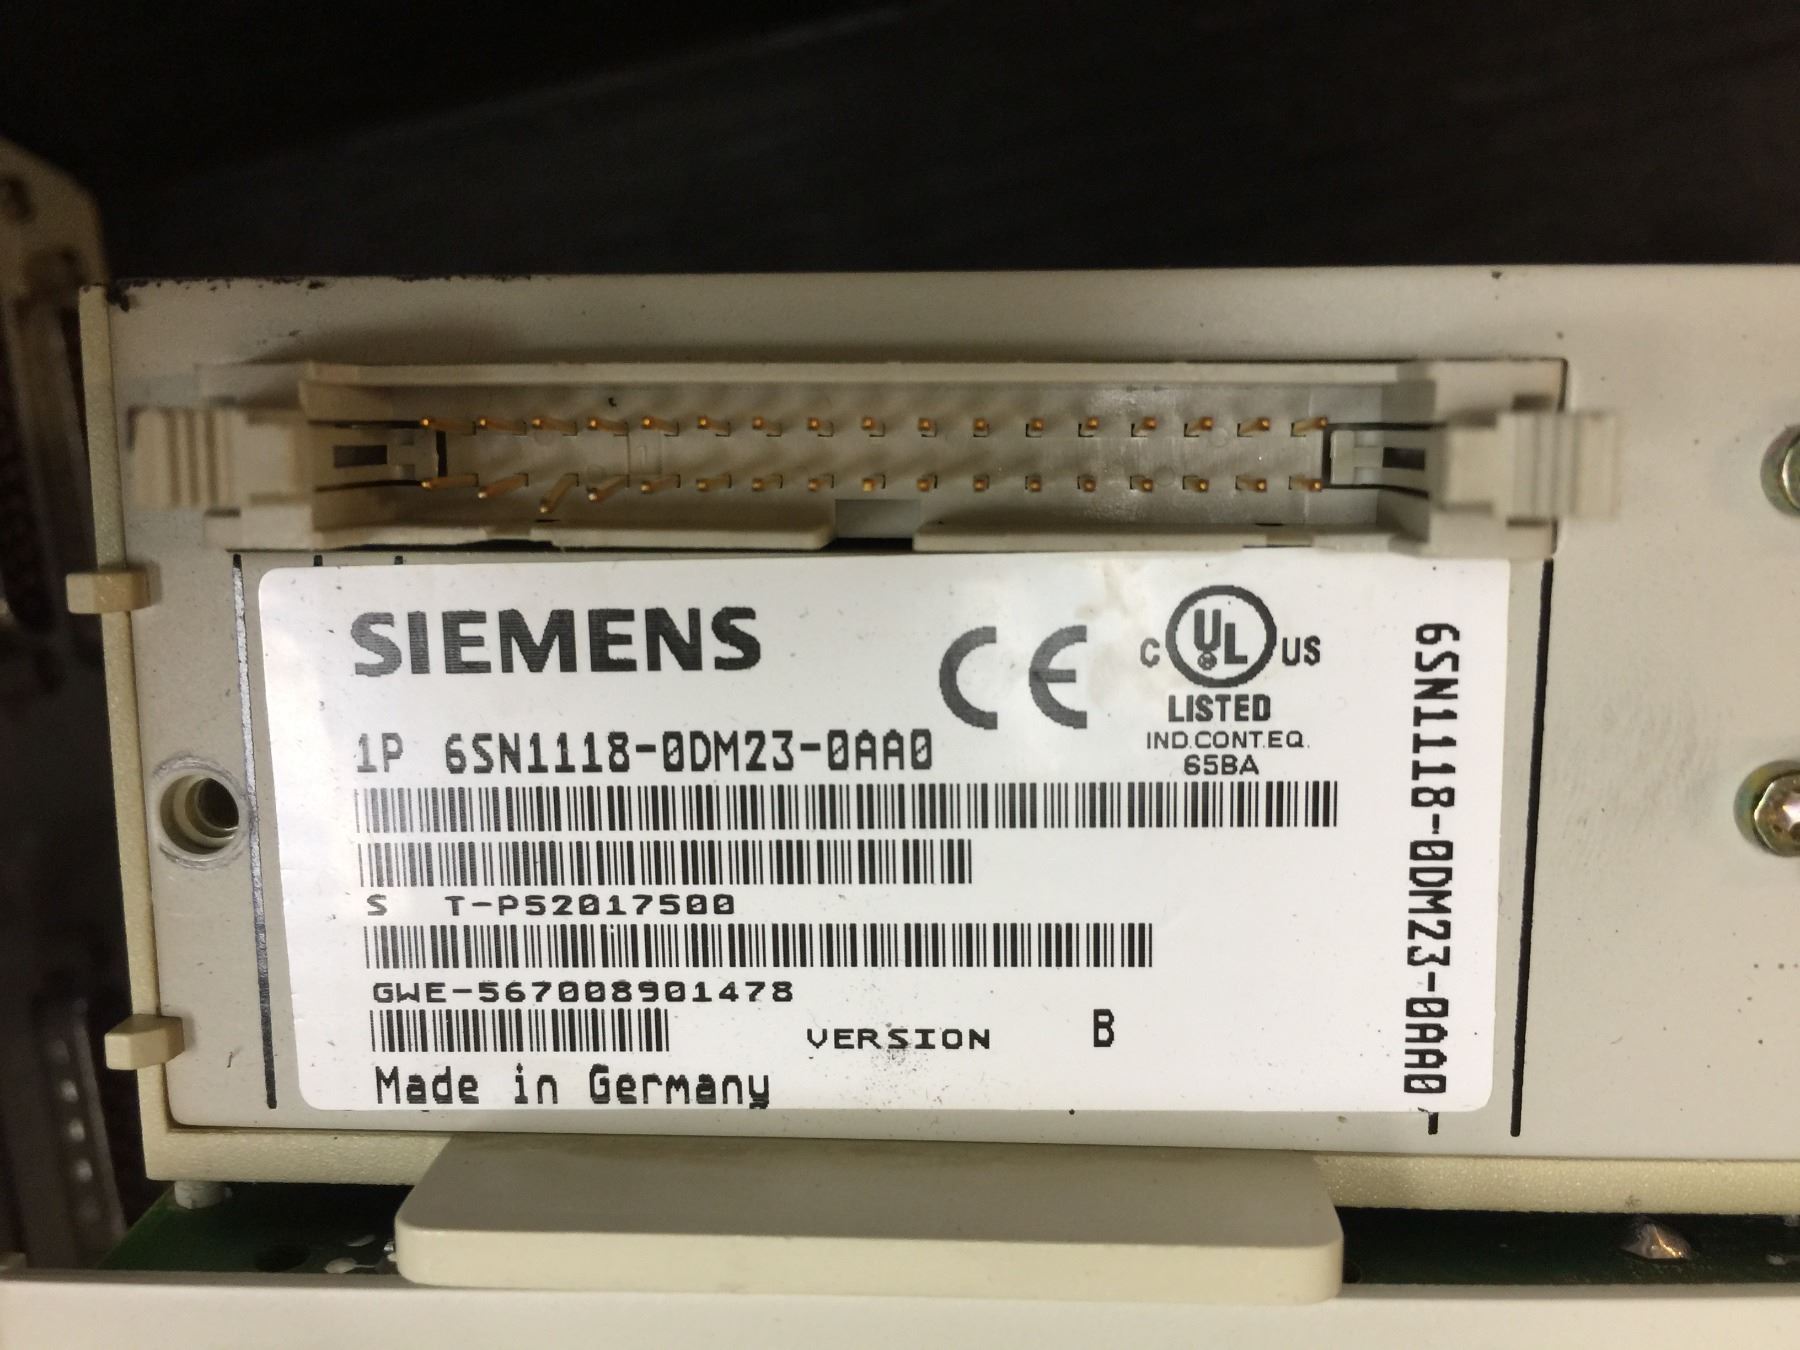 SIEMENS
CE
C UL US
LISTED
IND.CONT.EQ.
65BA
1P 6SN1118-0DM23-0AA0
S T-P52017500
GWE-567008901478
VERSION B
Made in Germany
6SN1118-0DM23-0AA0-